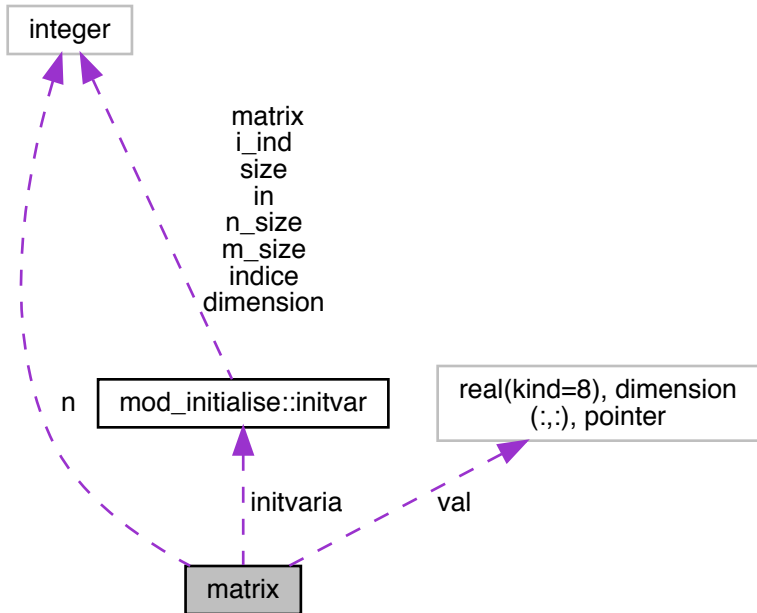 integer
matrix
i_ind
size
in
n_size
m_size
indice
dimension
n
mod_initialise::initvar
real(kind=8), dimension
(:,:), pointer
initvaria
val
matrix